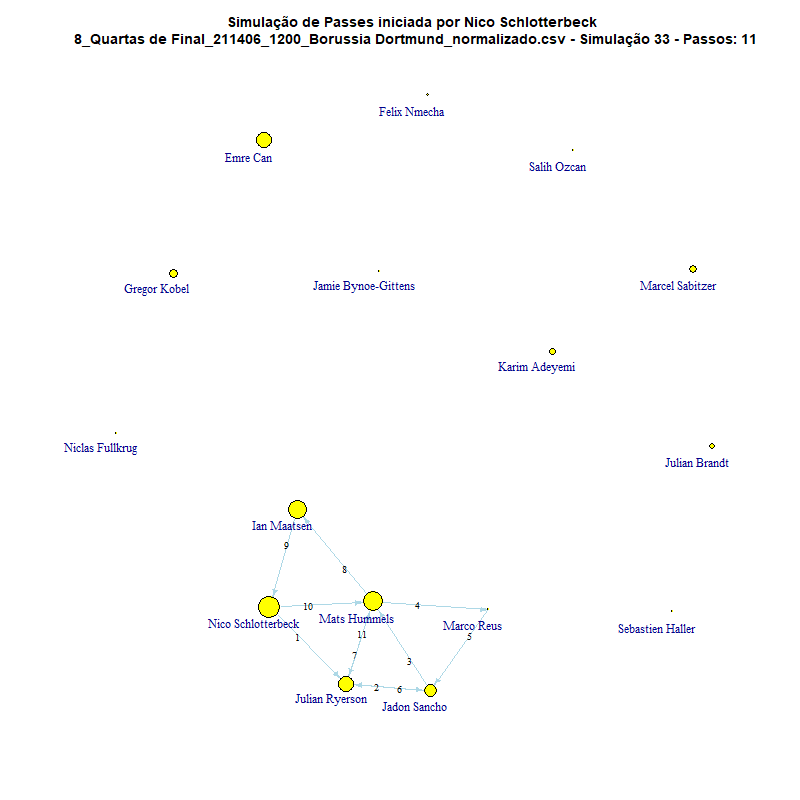 Simulação de Passes iniciada por Nico Schlotterbeck
8_Quartas de Final_211406_1200_Borussia Dortmund_normalizado.csv - Simulação 33 - Passos: 11
Felix Nmecha
Emre Can
Salih Ozcan
Gregor Kobel
Jamie Bynoe-Gittens
Marcel Sabitzer
Karim Adeyemi
Niclas Fullkrug
Julian Brandt
Ian Maatsen
9
8
10
4
Nico Schlotterbeck
Mats Hummels
Marco Reus
Sebastien Haller
1
11
5
7
3
2
6
Julian Ryerson
Jadon Sancho